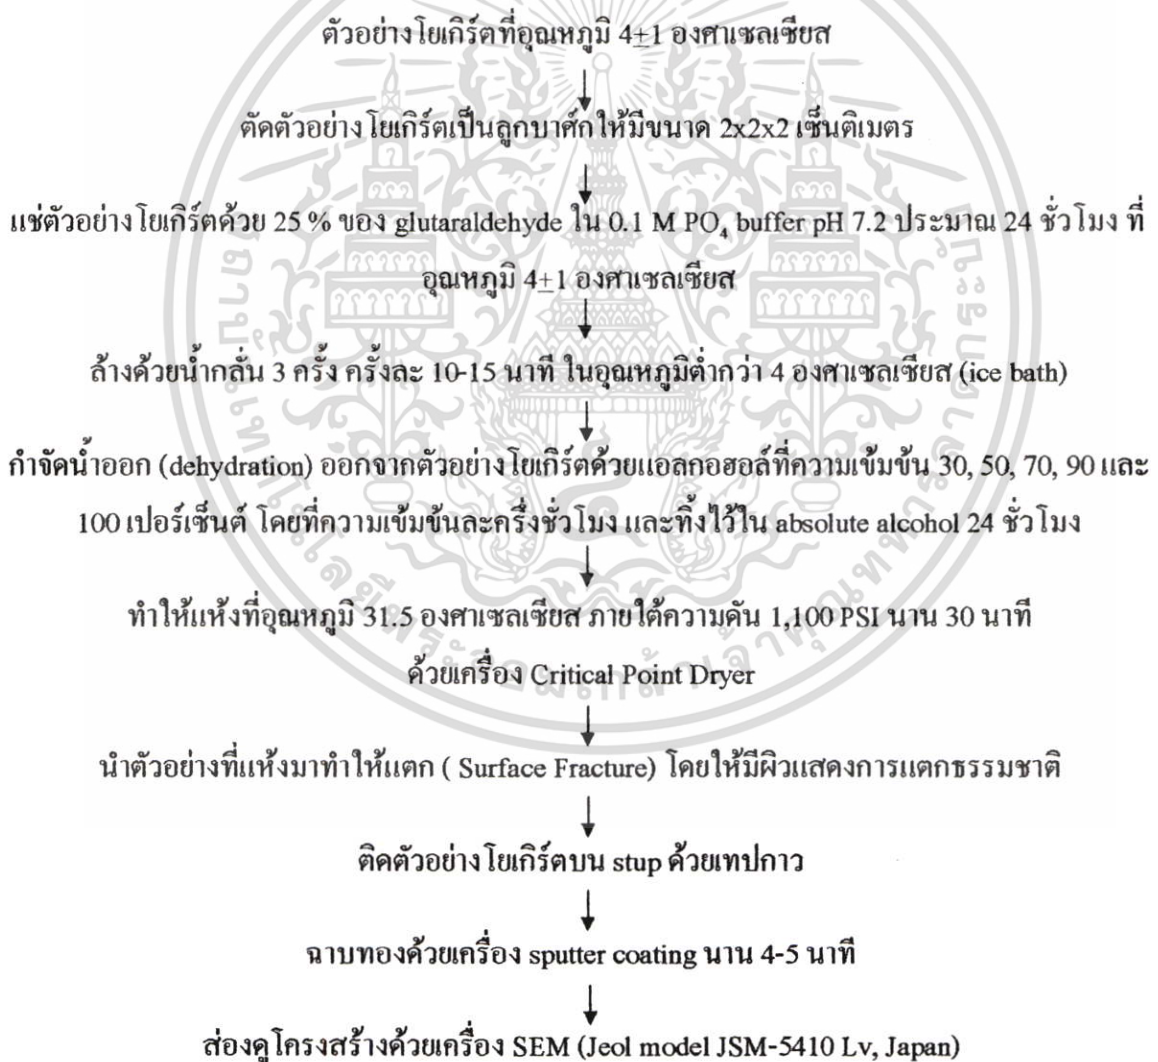 ตัวอย่างโยเกิร์ตที่อุณหภูมิ 4±1 องศาเซลเซียส
ตัดตัวอย่างโยเกิร์ตเป็นลูกบาศ์กให้มีขนาด 2x2x2 เซ็นติเมตร
แช่ตัวอย่างโยเกิร์ตด้วย 25 % ของ glutaraldehyde ใน 0.1 M PO₄ buffer pH 7.2 ประมาณ 24 ชั่วโมง ที่
อุณหภูมิ 4±1 องศาเซลเซียส
ล้างด้วยน้ำกลั่น 3 ครั้ง ครั้งละ 10-15 นาที ในอุณหภูมิต่ำกว่า 4 องศาเซลเซียส (ice bath)
กำจัดน้ำออก (dehydration) ออกจากตัวอย่างโยเกิร์ตด้วยแอลกอฮอล์ที่ความเข้มข้น 30, 50, 70, 90 และ
100 เปอร์เซ็นต์ โดยที่ความเข้มข้นละครึ่งชั่วโมง และทิ้งไว้ใน absolute alcohol 24 ชั่วโมง
ทำให้แห้งที่อุณหภูมิ 31.5 องศาเซลเซียส ภายใต้ความดัน 1,100 PSI นาน 30 นาที
ด้วยเครื่อง Critical Point Dryer
นำตัวอย่างที่แห้งมาทำให้แตก ( Surface Fracture) โดยให้มีผิวแสดงการแตกธรรมชาติ
ติดตัวอย่างโยเกิร์ตบน stup ด้วยเทปกาว
ฉาบทองด้วยเครื่อง sputter coating นาน 4-5 นาที
ส่องดูโครงสร้างด้วยเครื่อง SEM (Jeol model JSM-5410 Lv, Japan)